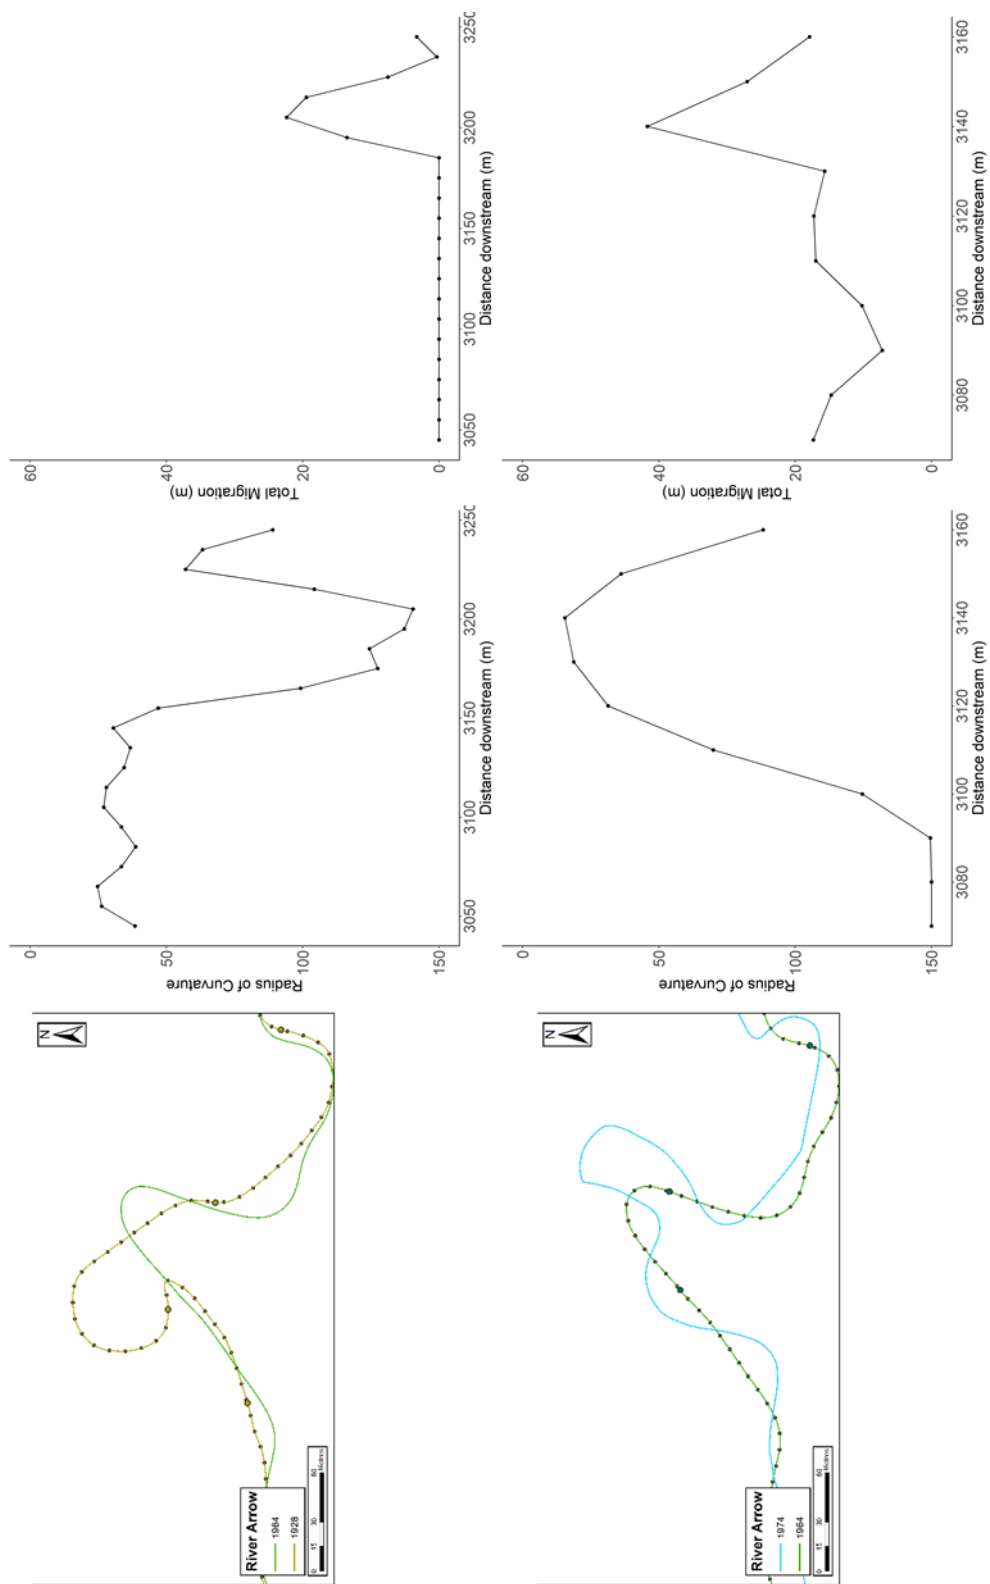 N
River Arrow
1964
1928
0 15 30 60
Metres
Radius of Curvature
0
50
100
150
3050 3100 3150 3200 3250
Distance downstream (m)
Total Migration (m)
60
40
20
0
3050 3100 3150 3200 3250
Distance downstream (m)
N
River Arrow
1974
1964
0 15 30 60
Metres
Radius of Curvature
0
50
100
150
3080 3100 3120 3140 3160
Distance downstream (m)
Total Migration (m)
60
40
20
0
3080 3100 3120 3140 3160
Distance downstream (m)